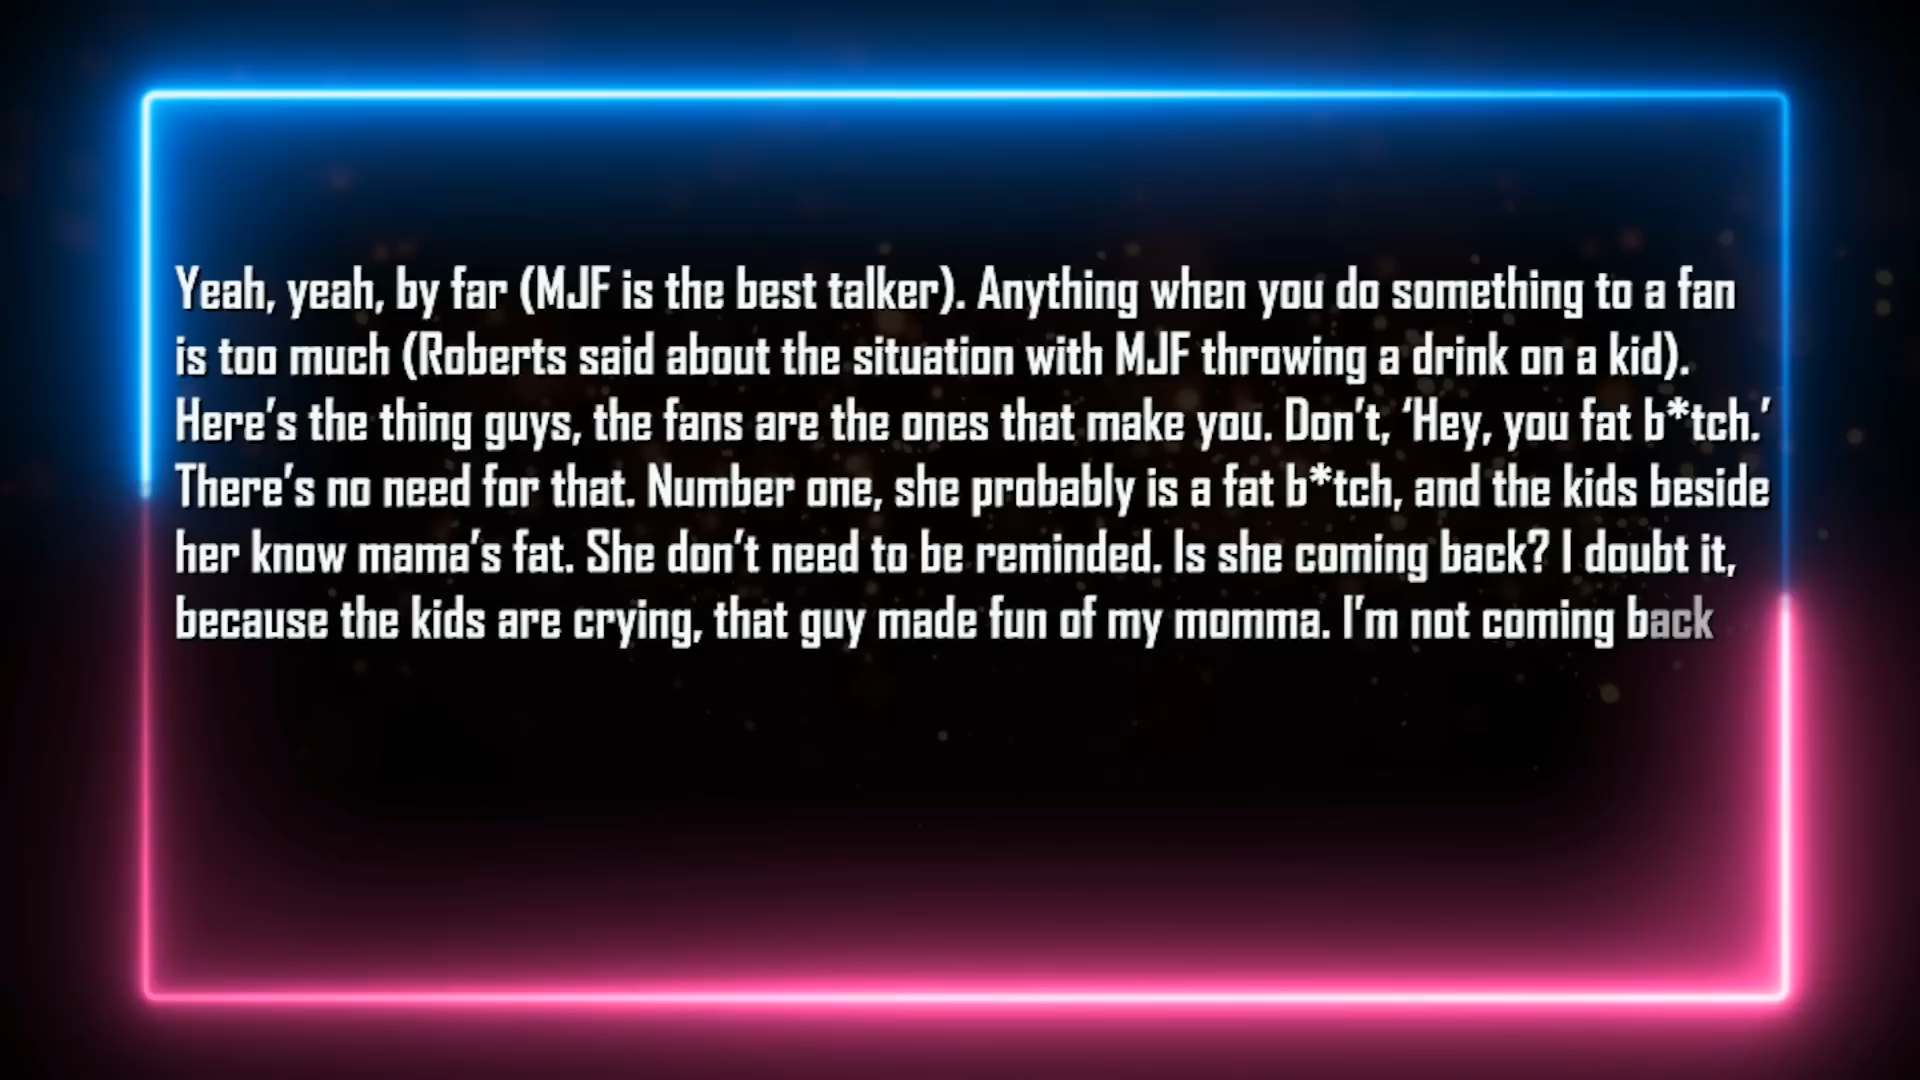 Yeah, yeah, by far (MJF is the best talker). Anything when you do something to a fan
is too much (Roberts said about the situation with MJF throwing a drink on a kid).
Here's the thing guys, the fans are the ones that make you. Don't, ‘Hey, you fat b*tch.’
There's no need for that. Number one, she probably is a fat b*tch, and the kids beside
her know mama's fat. She don't need to be reminded. Is she coming back? I doubt it,
because the kids are crying, that guy made fun of my momma. I'm not coming back